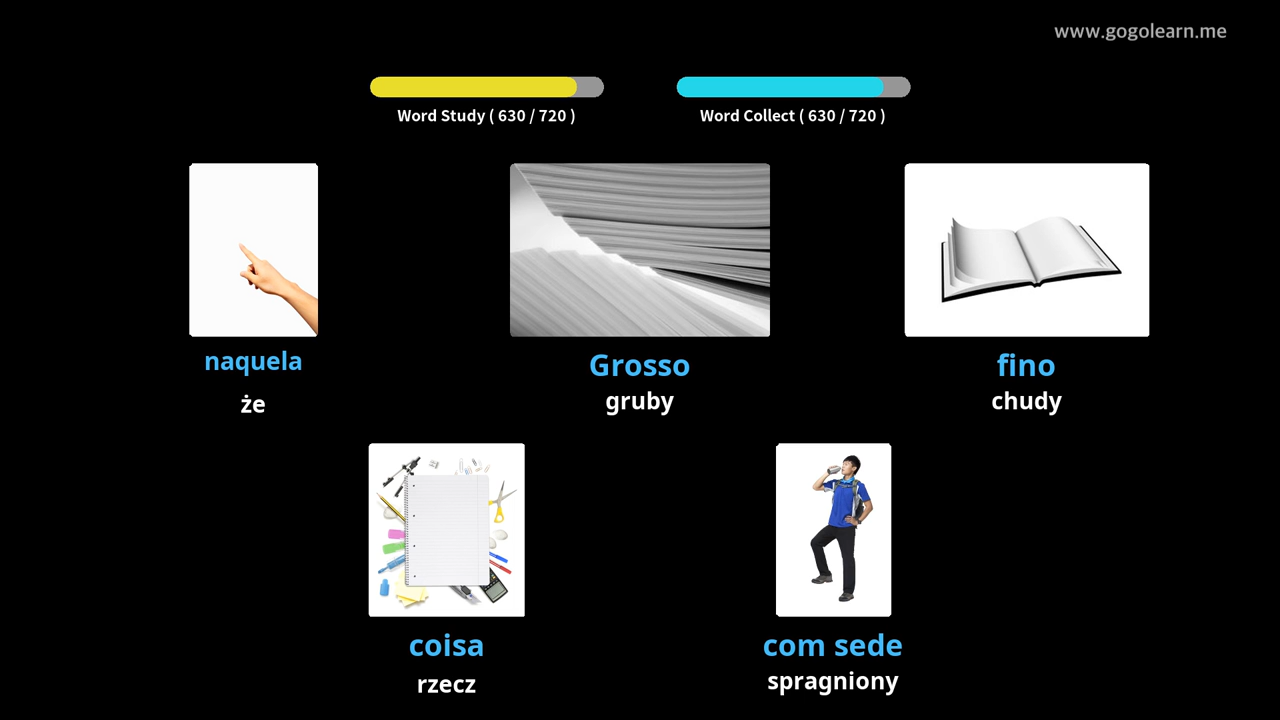 www.gogolearn.me
Word Study ( 630 / 720 )
Word Collect ( 630 / 720 )
naquela
że
Grosso
gruby
fino
chudy
coisa
rzecz
com sede
spragniony